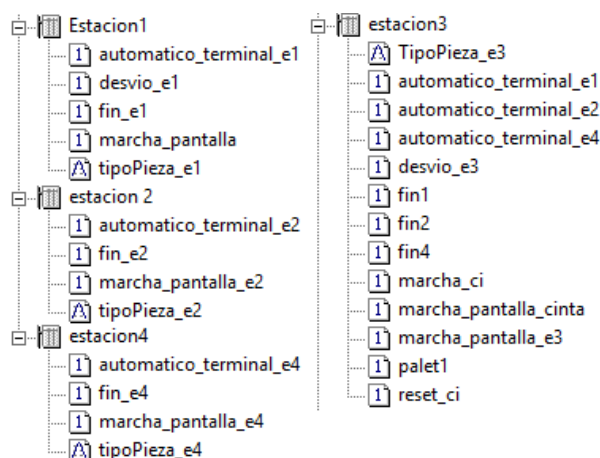 Estacion1
automatico_terminal_e1
desvio_e1
fin_e1
marcha_pantalla
tipoPieza_e1
estacion 2
automatico_terminal_e2
fin_e2
marcha_pantalla_e2
tipoPieza_e2
estacion4
automatico_terminal_e4
fin_e4
marcha_pantalla_e4
tipoPieza_e4
estacion3
TipoPieza_e3
automatico_terminal_e1
automatico_terminal_e2
automatico_terminal_e4
desvio_e3
fin1
fin2
fin4
marcha_ci
marcha_pantalla_cinta
marcha_pantalla_e3
palet1
reset_ci